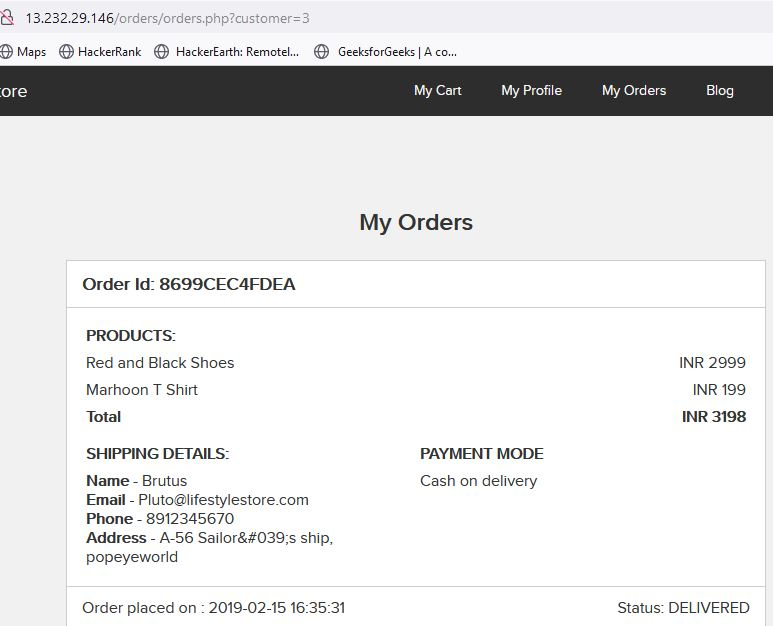 13.232.29.146/orders/orders.php?customer=3
Maps HackerRank HackerEarth: Remotel... GeeksforGeeks | A co...
ore My Cart My Profile My Orders Blog
My Orders
Order Id: 8699CEC4FDEA
PRODUCTS:
Red and Black Shoes INR 2999
Marhoon T Shirt INR 199
Total INR 3198
SHIPPING DETAILS: PAYMENT MODE
Name - Brutus Cash on delivery
Email - Pluto@lifestylestore.com
Phone - 8912345670
Address - A-56 Sailor&#039;s ship,
popeyeworld
Order placed on : 2019-02-15 16:35:31 Status: DELIVERED